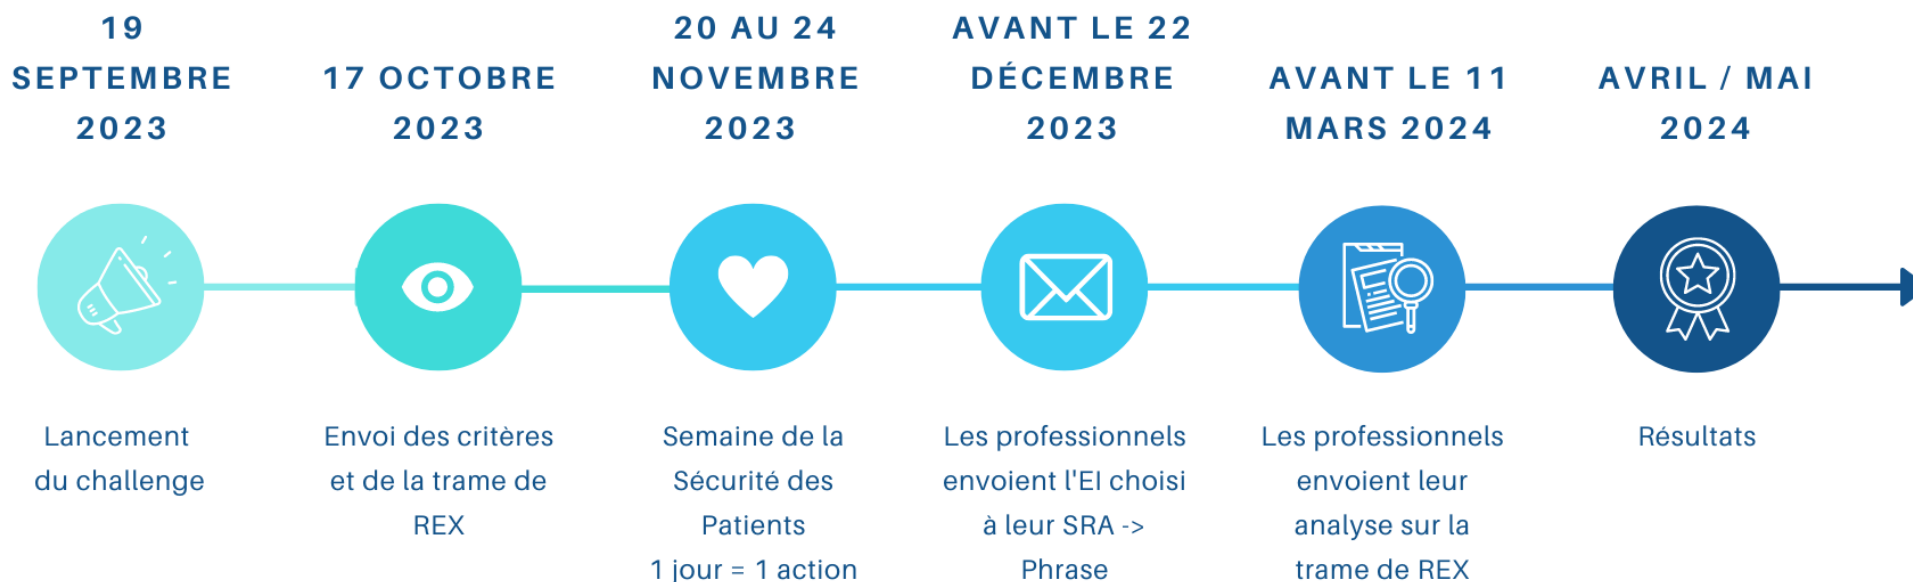 19
SEPTEMBRE
2023
17 OCTOBRE
2023
20 AU 24
NOVEMBRE
2023
AVANT LE 22
DÉCEMBRE
2023
AVANT LE 11
MARS 2024
AVRIL / MAI
2024
Lancement
du challenge
Envoi des critères
et de la trame de
REX
Semaine de la
Sécurité des
Patients
1 jour = 1 action
Les professionnels
envoient l'EI choisi
à leur SRA ->
Phrase
Les professionnels
envoient leur
analyse sur la
trame de REX
Résultats